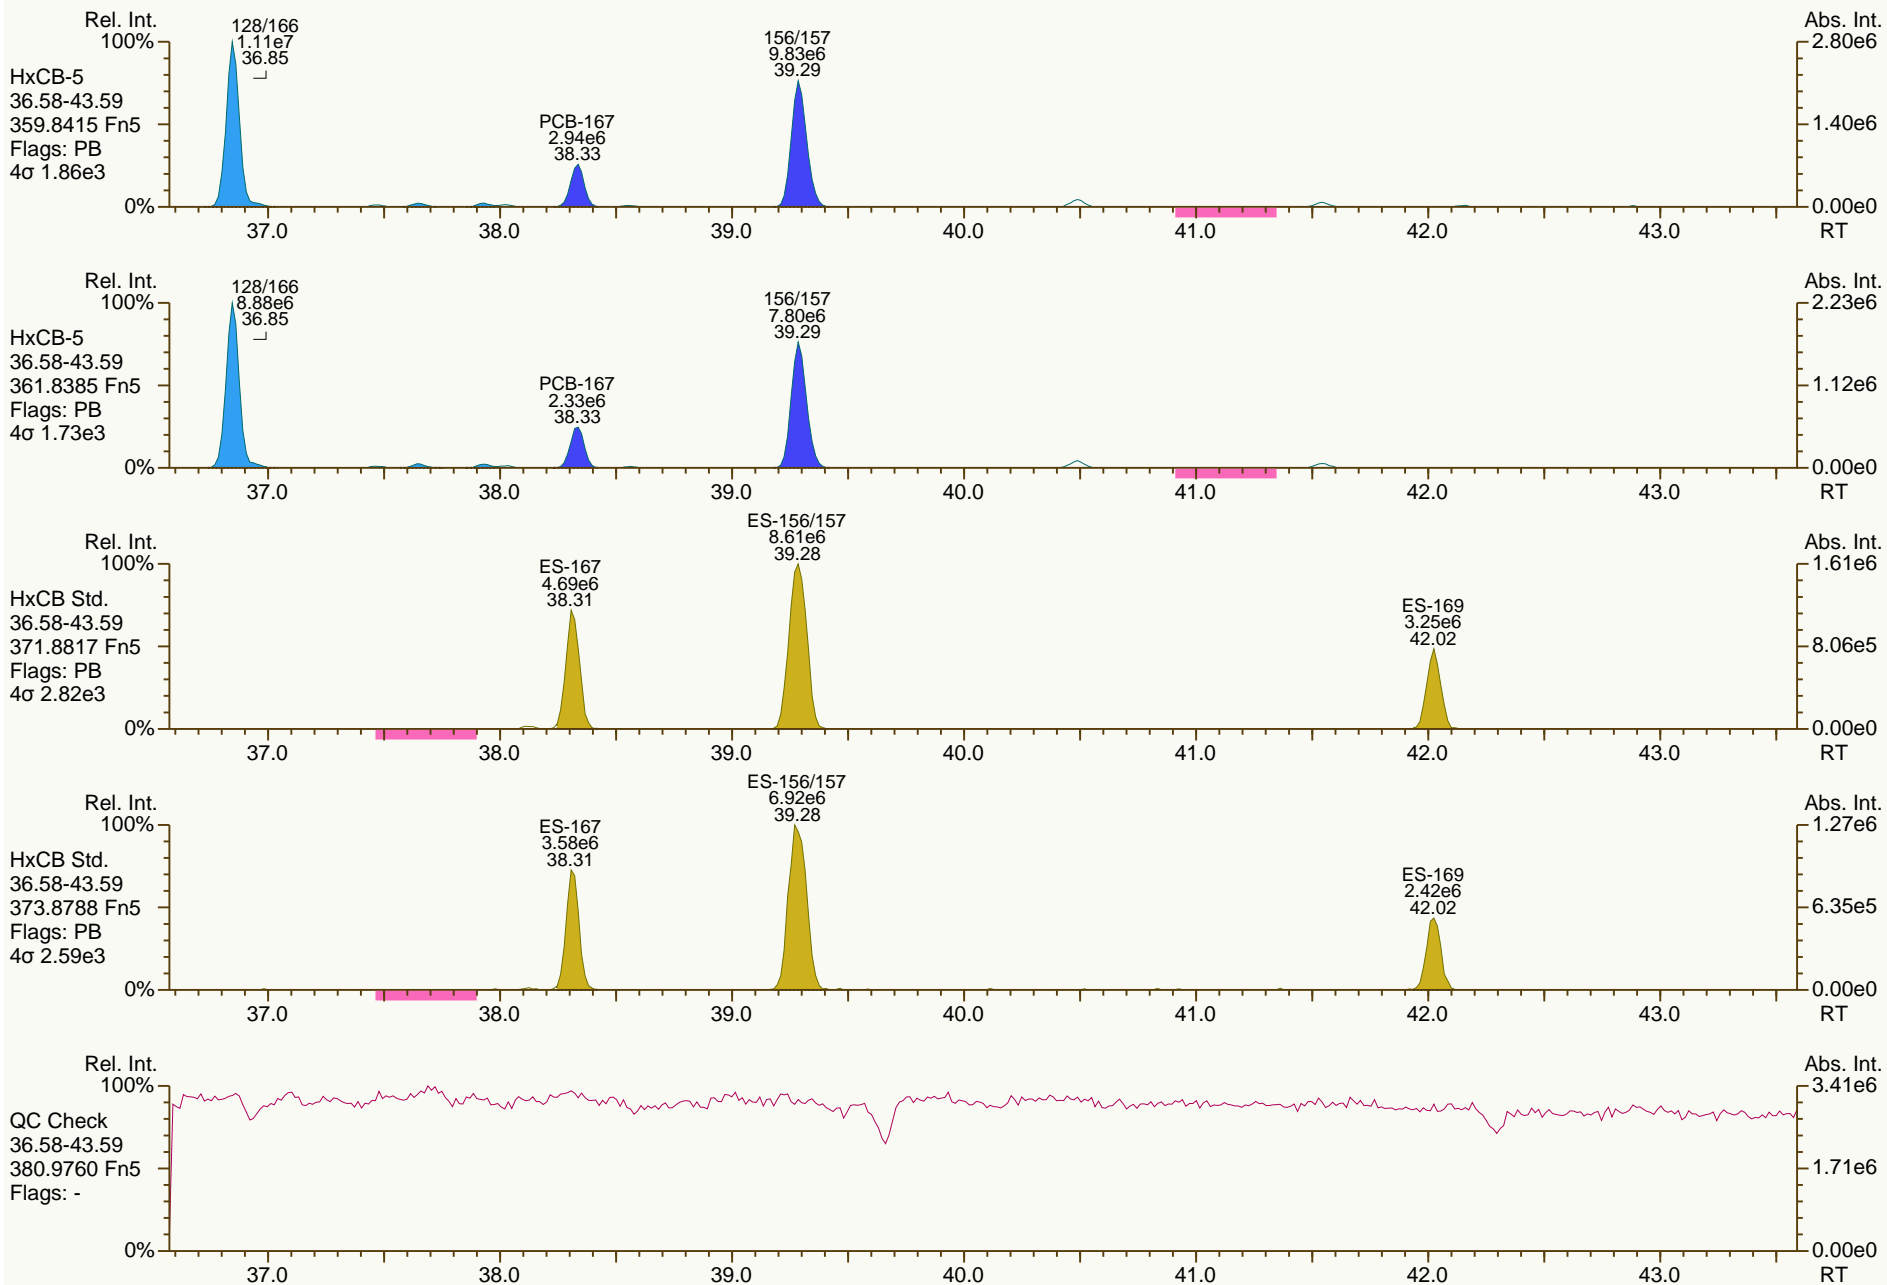 Rel. Int.
Abs. Int.
HxCB-5
36.58-43.59
359.8415 Fn5
Flags: PB
4σ 1.86e3
100%
50%
0%
128/166
1.11e7
36.85
PCB-167
2.94e6
38.33
156/157
9.83e6
39.29
2.80e6
1.40e6
0.00e0
37.0 38.0 39.0 40.0 41.0 42.0 43.0 RT
Rel. Int.
Abs. Int.
HxCB-5
36.58-43.59
361.8385 Fn5
Flags: PB
4σ 1.73e3
100%
50%
0%
128/166
8.88e6
36.85
PCB-167
2.33e6
38.33
156/157
7.80e6
39.29
2.23e6
1.12e6
0.00e0
37.0 38.0 39.0 40.0 41.0 42.0 43.0 RT
Rel. Int.
Abs. Int.
HxCB Std.
36.58-43.59
371.8817 Fn5
Flags: PB
4σ 2.82e3
100%
50%
0%
ES-167
4.69e6
38.31
ES-156/157
8.61e6
39.28
ES-169
3.25e6
42.02
1.61e6
8.06e5
0.00e0
37.0 38.0 39.0 40.0 41.0 42.0 43.0 RT
Rel. Int.
Abs. Int.
HxCB Std.
36.58-43.59
373.8788 Fn5
Flags: PB
4σ 2.59e3
100%
50%
0%
ES-167
3.58e6
38.31
ES-156/157
6.92e6
39.28
ES-169
2.42e6
42.02
1.27e6
6.35e5
0.00e0
37.0 38.0 39.0 40.0 41.0 42.0 43.0 RT
Rel. Int.
Abs. Int.
QC Check
36.58-43.59
380.9760 Fn5
Flags: -
100%
50%
0%
3.41e6
1.71e6
0.00e0
37.0 38.0 39.0 40.0 41.0 42.0 43.0 RT